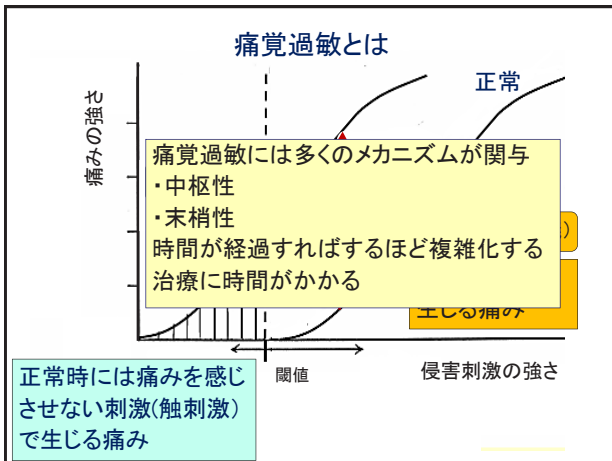 痛覚過敏とは
正常
痛みの強さ
痛覚過敏には多くのメカニズムが関与
・中枢性
・末梢性
時間が経過すればするほど複雑化する
治療に時間がかかる
)
生じる痛み
閾値
侵害刺激の強さ
正常時には痛みを感じ
させない刺激(触刺激)
で生じる痛み